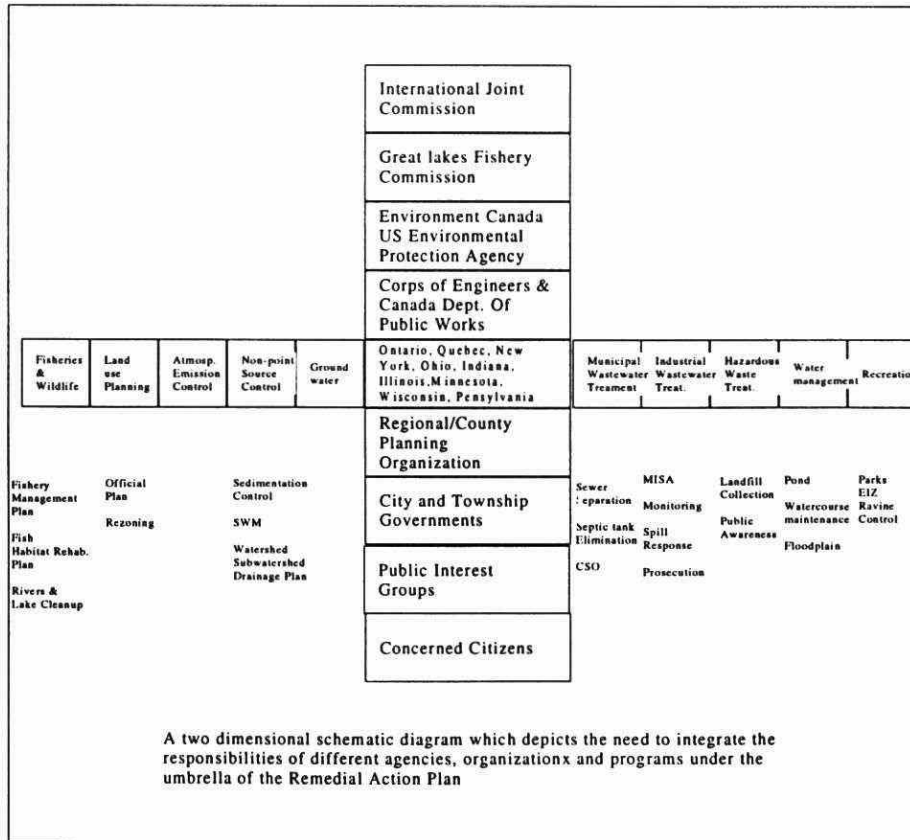 International Joint
Commission
Great lakes Fishery
Commission
Environment Canada
US Environmental
Protection Agency
Corps of Engineers &
Canada Dept. Of
Public Works
Fisheries
&
Wildlife
Land
use
Planning
Atmosp.
Emission
Control
Non-point
Source
Control
Ground
water
Ontario, Quebec, New
York, Ohio, Indiana,
Illinois,Minnesota,
Wisconsin, Pensylvania
Municipal
Wastewater
Treament
Industrial
Wastewater
Treat.
Hazardous
Waste
Treat.
Water
management
Recreation
Regional/County
Planning
Organization
City and Township
Governments
Public Interest
Groups
Concerned Citizens
Fishery
Management
Plan
Fish
Habitat Rehab.
Plan
Rivers &
Lake Cleanup
Official
Plan
Rezoning
Sedimentation
Control
SWM
Watershed
Subwatershed
Drainage Plan
Sewer
eparation
Septic tank
Elimination
CSO
MISA
Monitoring
Spill
Response
Prosecution
Landfill
Collection
Public
Awareness
Pond
Watercourse
maintenance
Floodplain
Parks
EIZ
Ravine
Control
A two dimensional schematic diagram which depicts the need to integrate the
responsibilities of different agencies, organizationx and programs under the
umbrella of the Remedial Action Plan